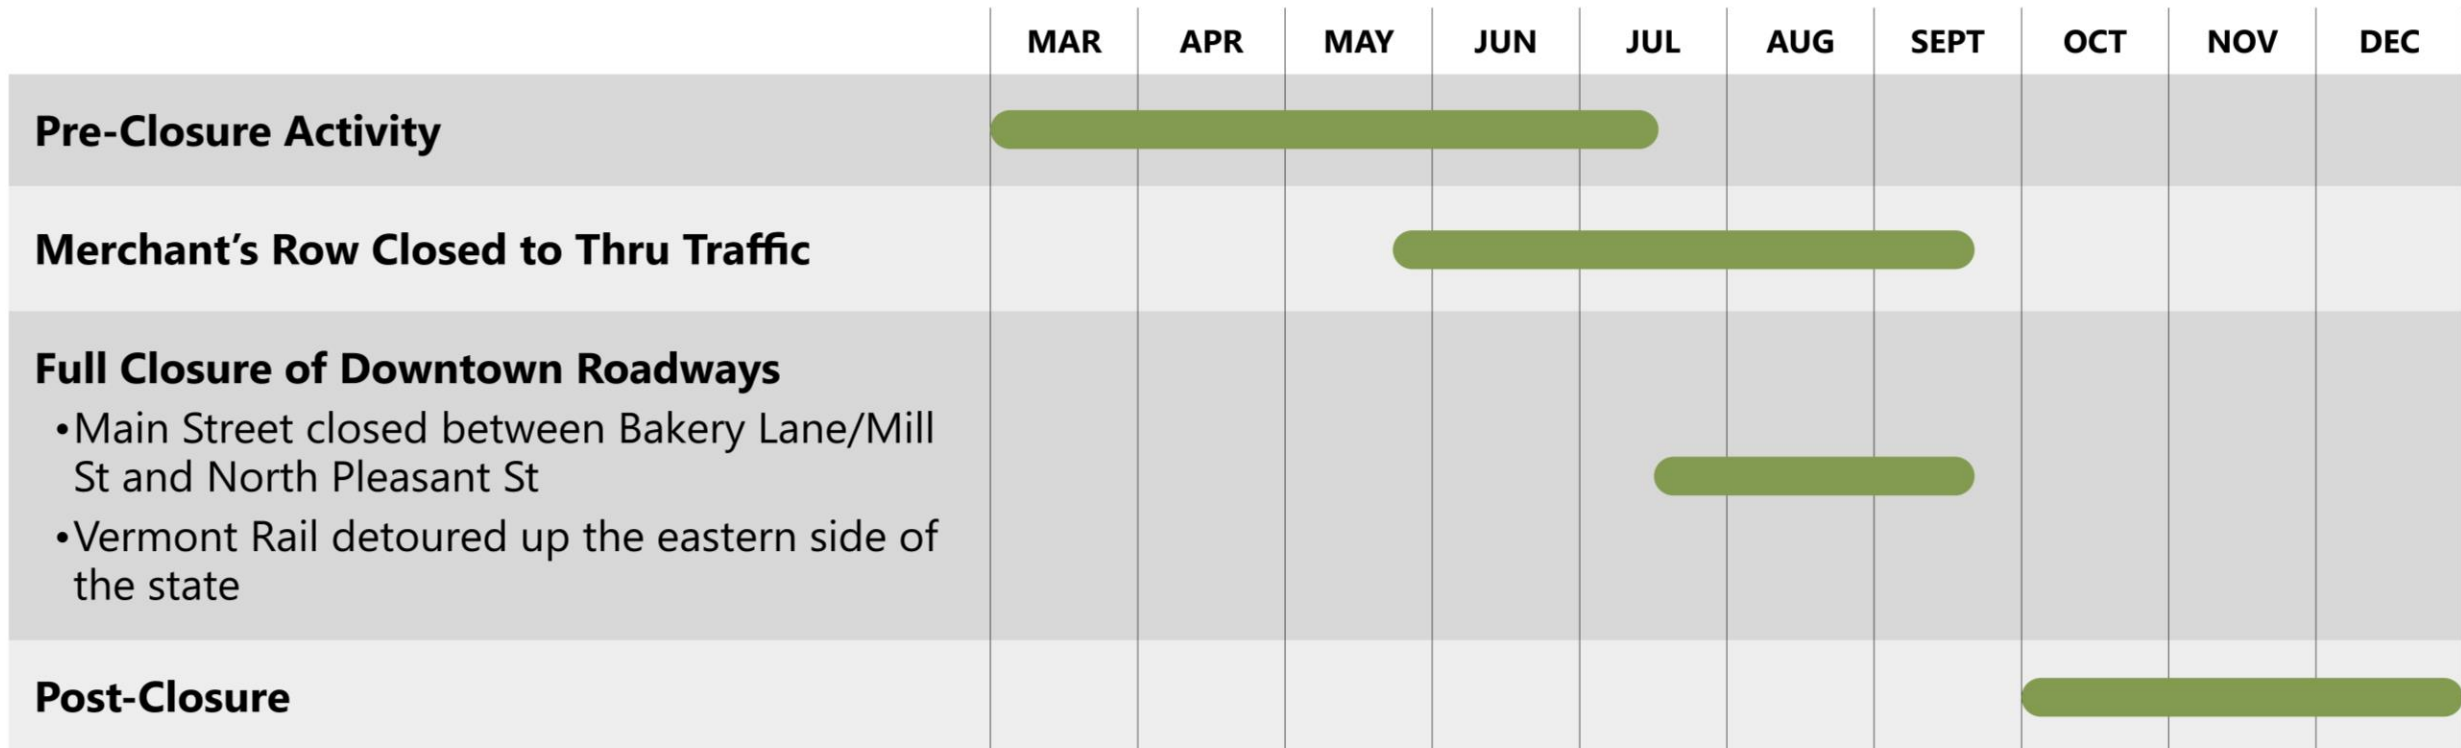 MAR APR MAY JUN JUL AUG SEPT OCT NOV DEC
Pre-Closure Activity
Merchant’s Row Closed to Thru Traffic
Full Closure of Downtown Roadways
•Main Street closed between Bakery Lane/Mill
St and North Pleasant St
•Vermont Rail detoured up the eastern side of
the state
Post-Closure